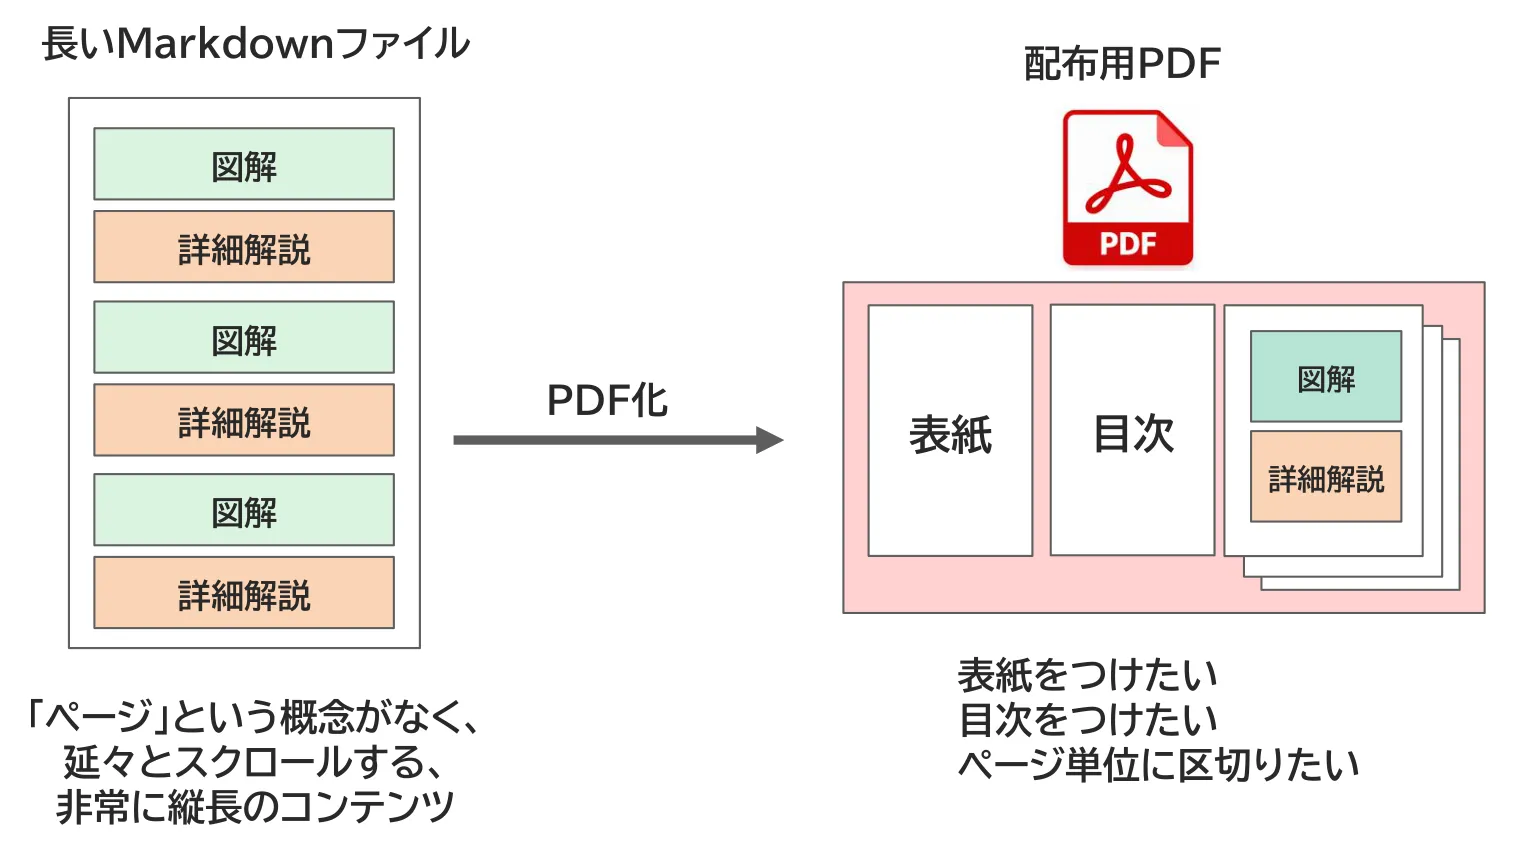 長いMarkdownファイル
図解
詳細解説
図解
詳細解説
図解
詳細解説
「ページ」という概念がなく、
延々とスクロールする、
非常に縦長のコンテンツ
PDF化
配布用PDF
PDF
表紙
目次
図解
詳細解説
表紙をつけたい
目次をつけたい
ページ単位に区切りたい